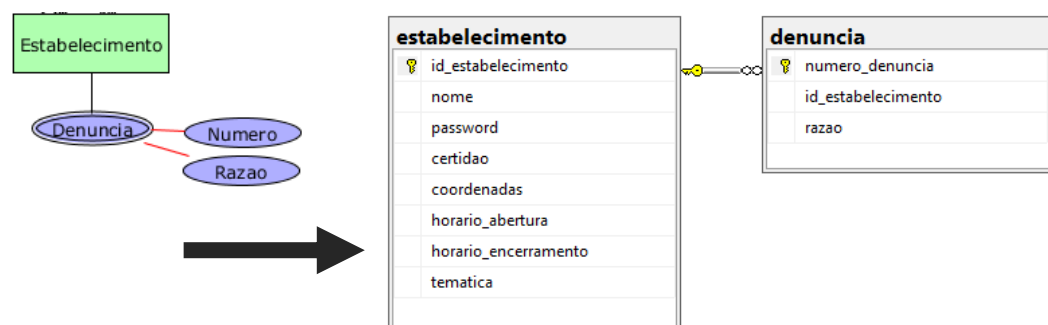 Estabelecimento
Denuncia
Numero
Razao
estabelecimento
id_estabelecimento
nome
password
certidao
coordenadas
horario_abertura
horario_encerramento
tematica
denuncia
numero_denuncia
id_estabelecimento
razao